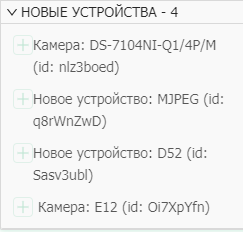 НОВЫЕ УСТРОЙСТВА - 4
Камера: DS-7104NI-Q1/4P/M
(id: nlz3boed)
Новое устройство: MJPEG (id:
q8rWnZwD)
Новое устройство: D52 (id:
Sasv3ubl)
Камера: E12 (id: Oi7XpYfn)